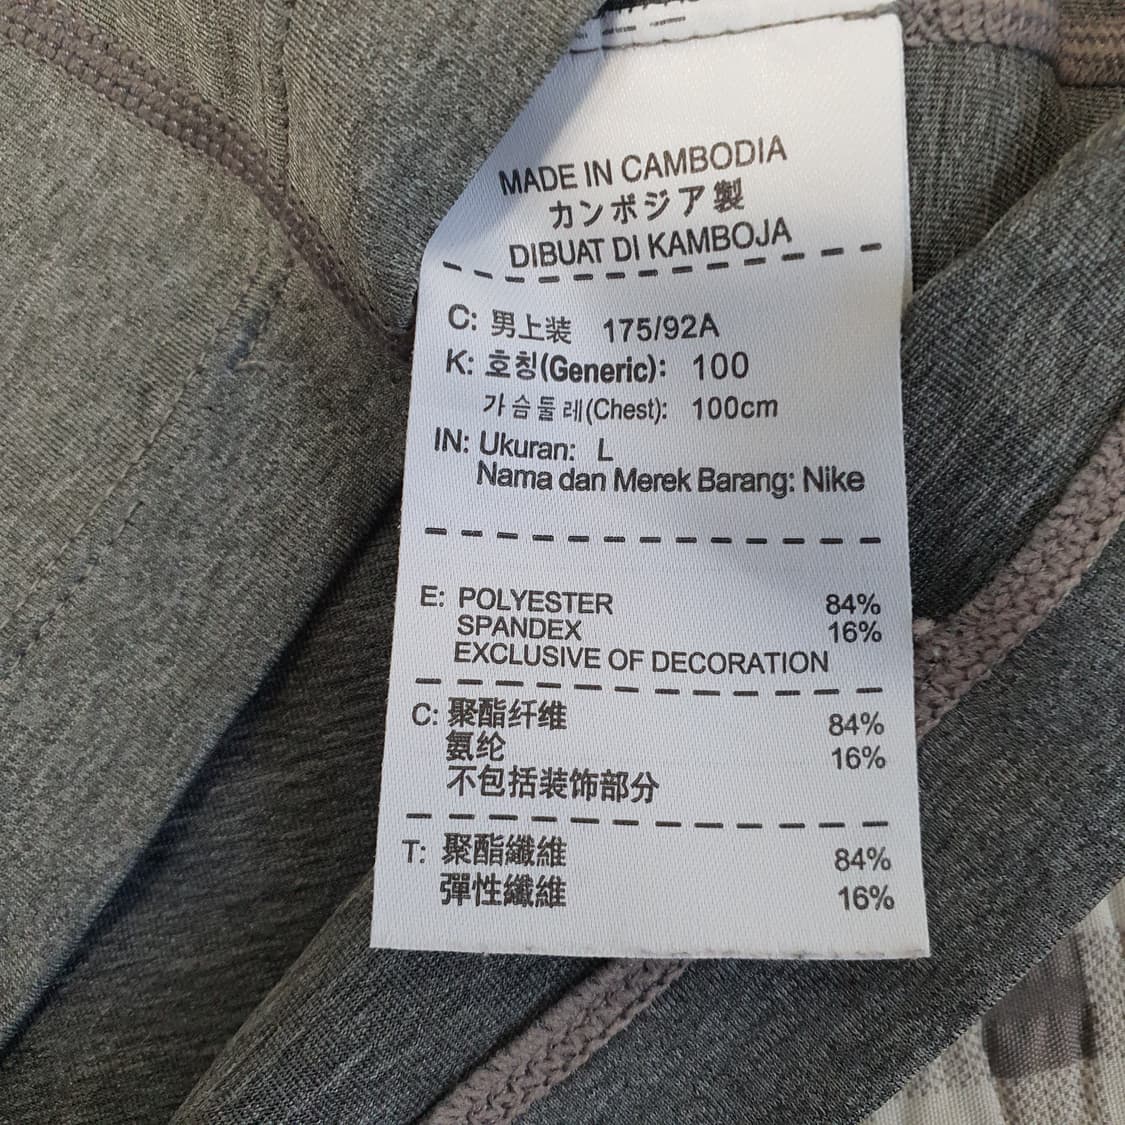 MADE IN CAMBODIA
カンボジア製
DIBUAT DI KAMBOJA
C: 男上装 175/92A
K: 호칭(Generic): 100
가슴둘레(Chest): 100cm
IN: Ukuran: L
Nama dan Merek Barang: Nike
E: POLYESTER 84%
SPANDEX 16%
EXCLUSIVE OF DECORATION
C: 聚酯纤维 84%
氨纶 16%
不包括装饰部分
T: 聚酯纖維 84%
彈性纖維 16%